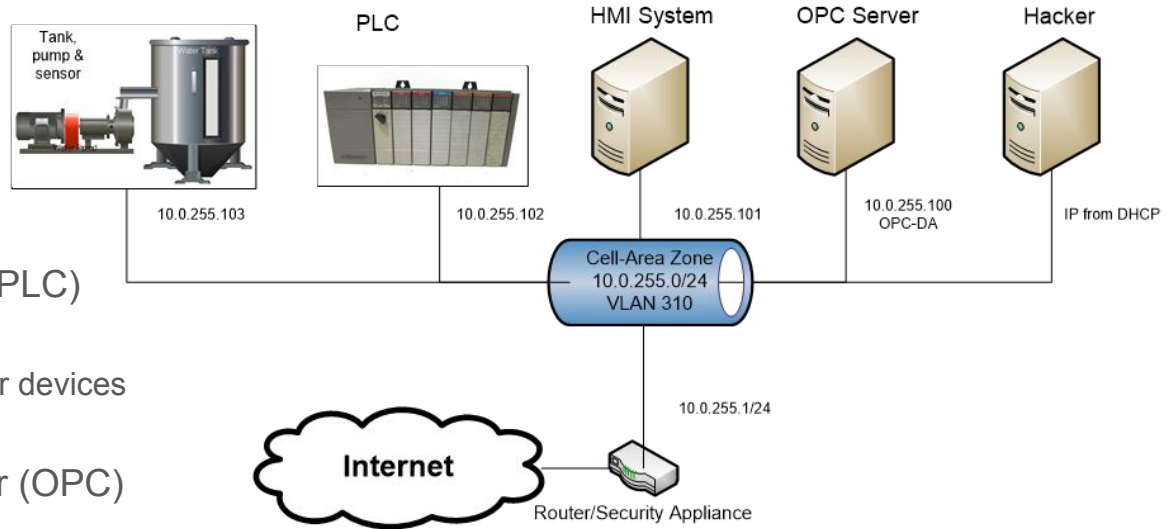 Tank,
pump &
sensor
Water Tank
PLC
HMI System
OPC Server
Hacker
10.0.255.103
10.0.255.102
10.0.255.101
10.0.255.100
OPC-DA
IP from DHCP
PLC)
Cell-Area Zone
10.0.255.0/24
VLAN 310
r devices
10.0.255.1/24
r (OPC)
Internet
Router/Security Appliance